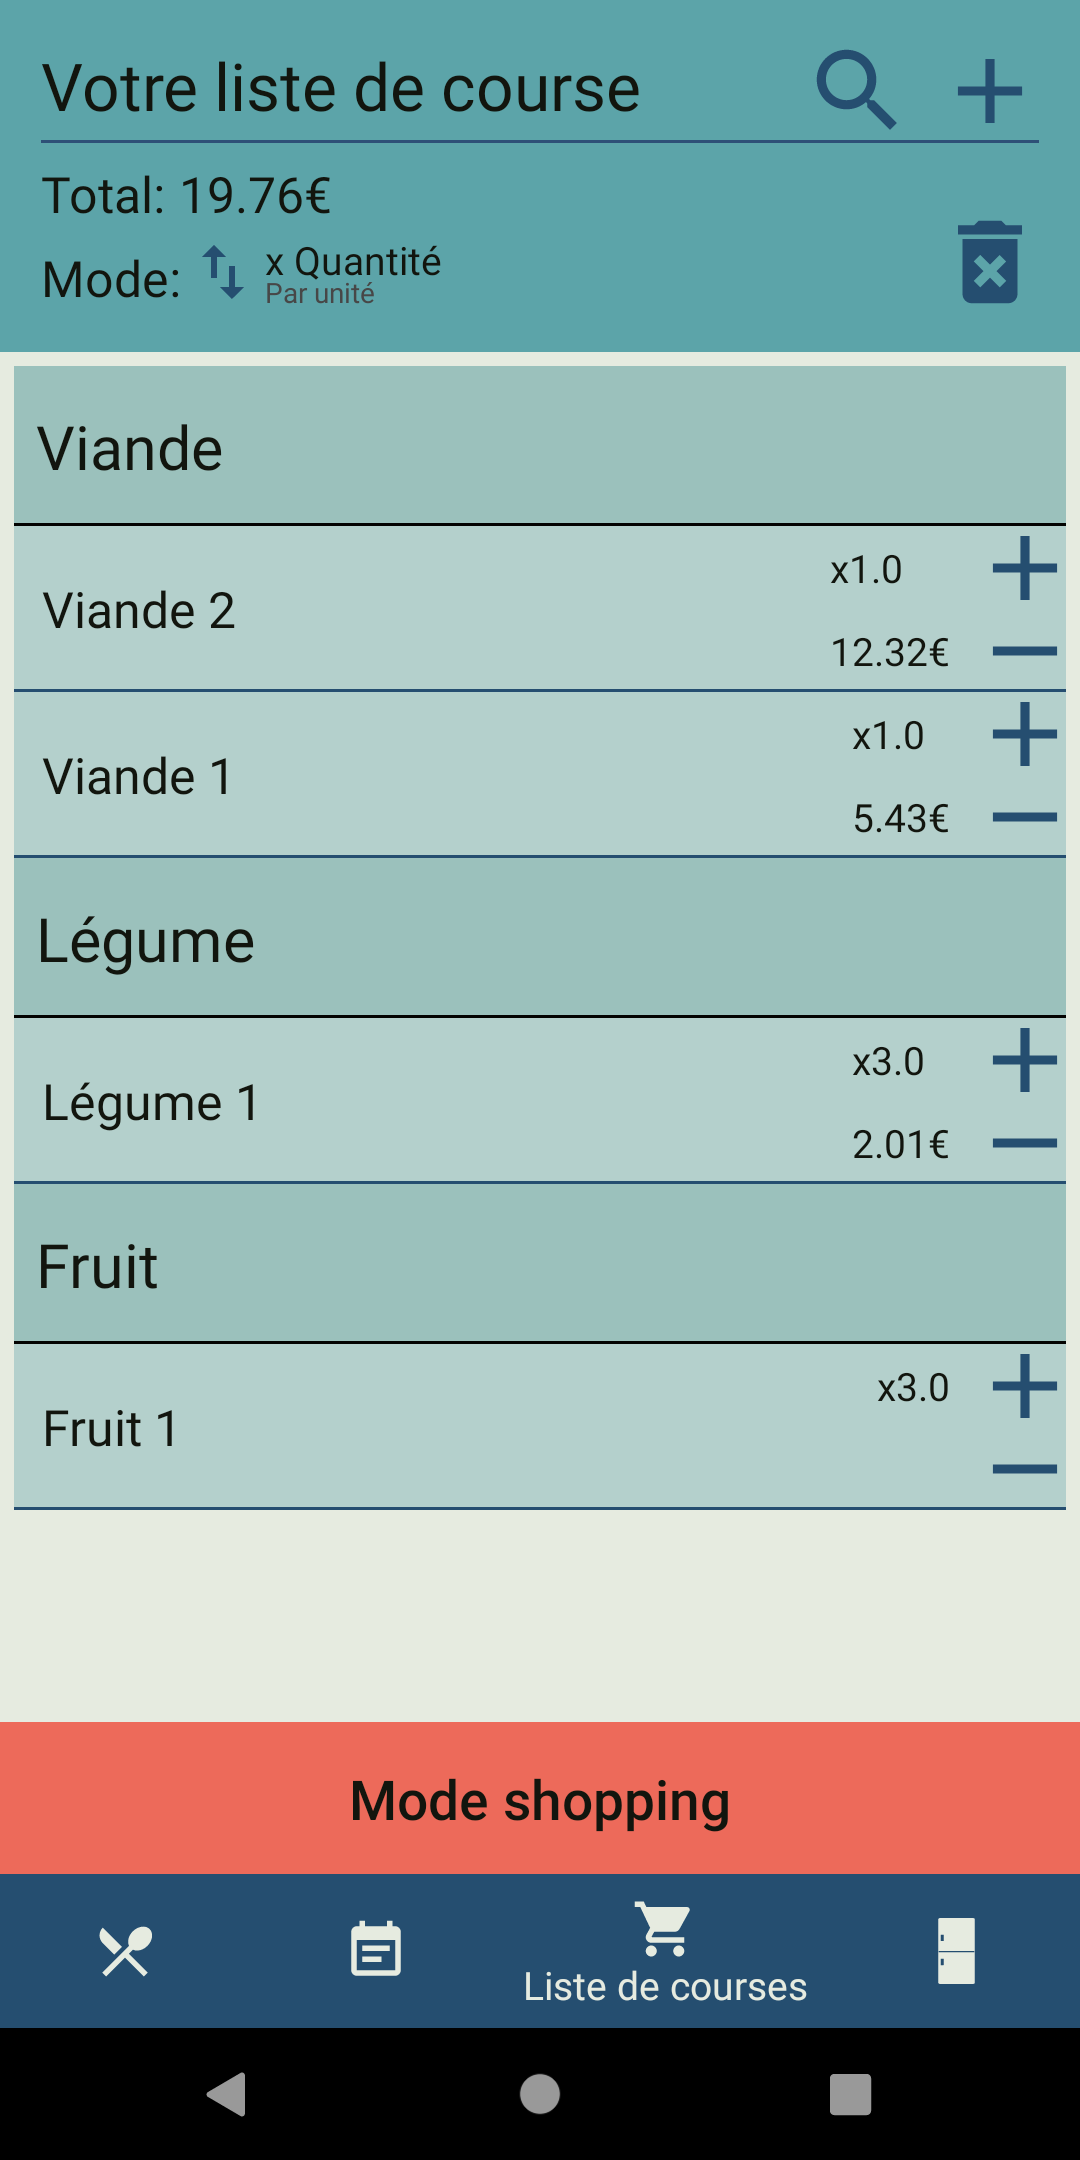 Votre liste de course
Total: 19.76€
Mode:
x Quantité
Par unité
Viande
Viande 2
x1.0
12.32€
Viande 1
x1.0
5.43€
Légume
Légume 1
x3.0
2.01€
Fruit
Fruit 1
x3.0
Mode shopping
Liste de courses